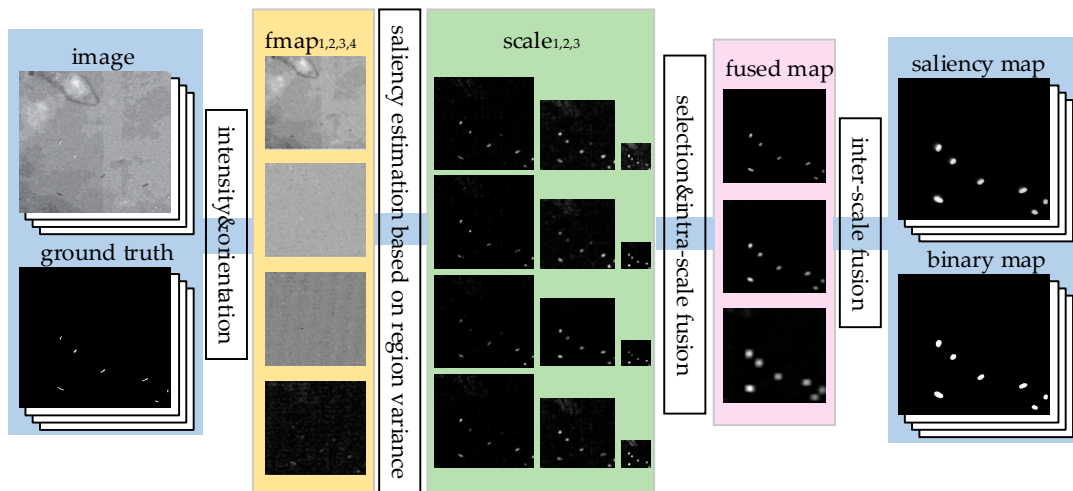 image
ground truth
intensity&orientation
fmap1,2,3,4
saliency estimation based on region variance
scale1,2,3
selection&intra-scale fusion
fused map
inter-scale fusion
saliency map
binary map